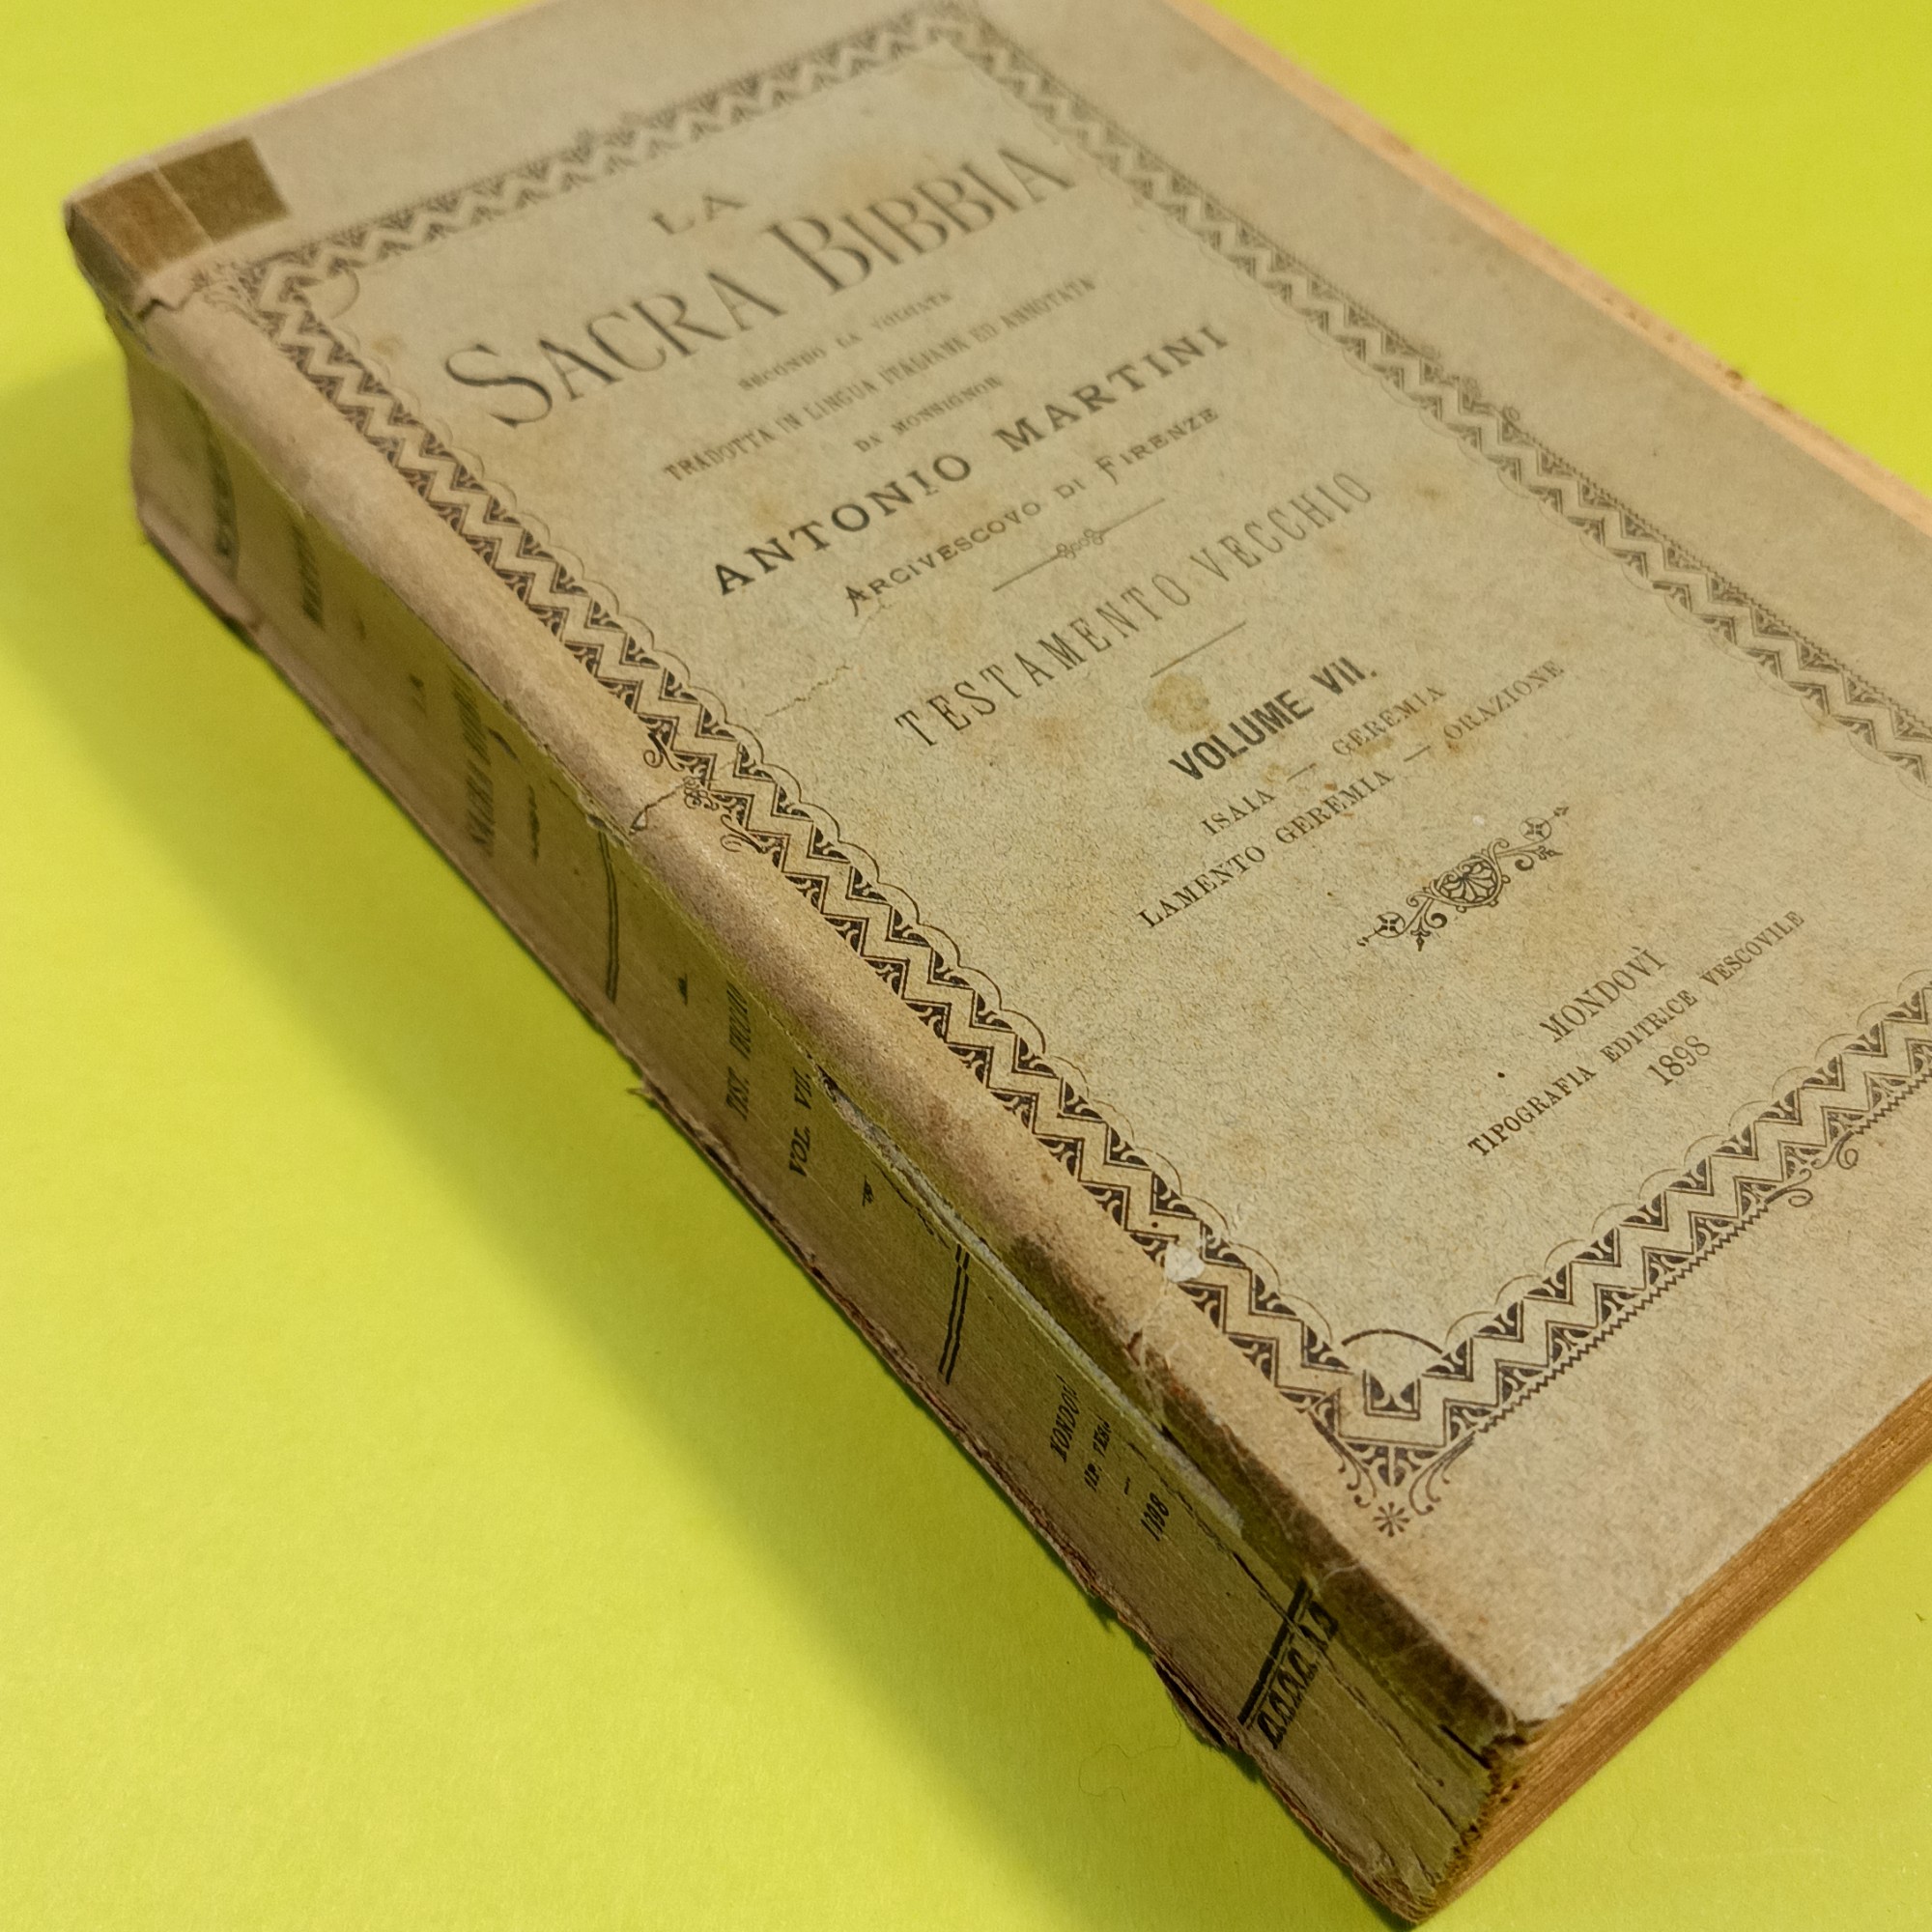 LA
SACRA BIBBIA
SECONDO LA VOLGATA
TRADOTTA IN LINGUA ITALIANA ED ANNOTATA
DA MONSIGNOR
ANTONIO MARTINI
ARCIVESCOVO DI FIRENZE
TESTAMENTO VECCHIO
VOLUME VII.
ISAIA — GEREMIA
LAMENTO GEREMIA — ORAZIONE
MONDOVÌ
TIPOGRAFIA EDITRICE VESCOVILE
1898
LA
SACRA BIBBIA
TEST. VECCHIO
VOL. VII.
MONDOVÌ
TIP. VESC.
1898